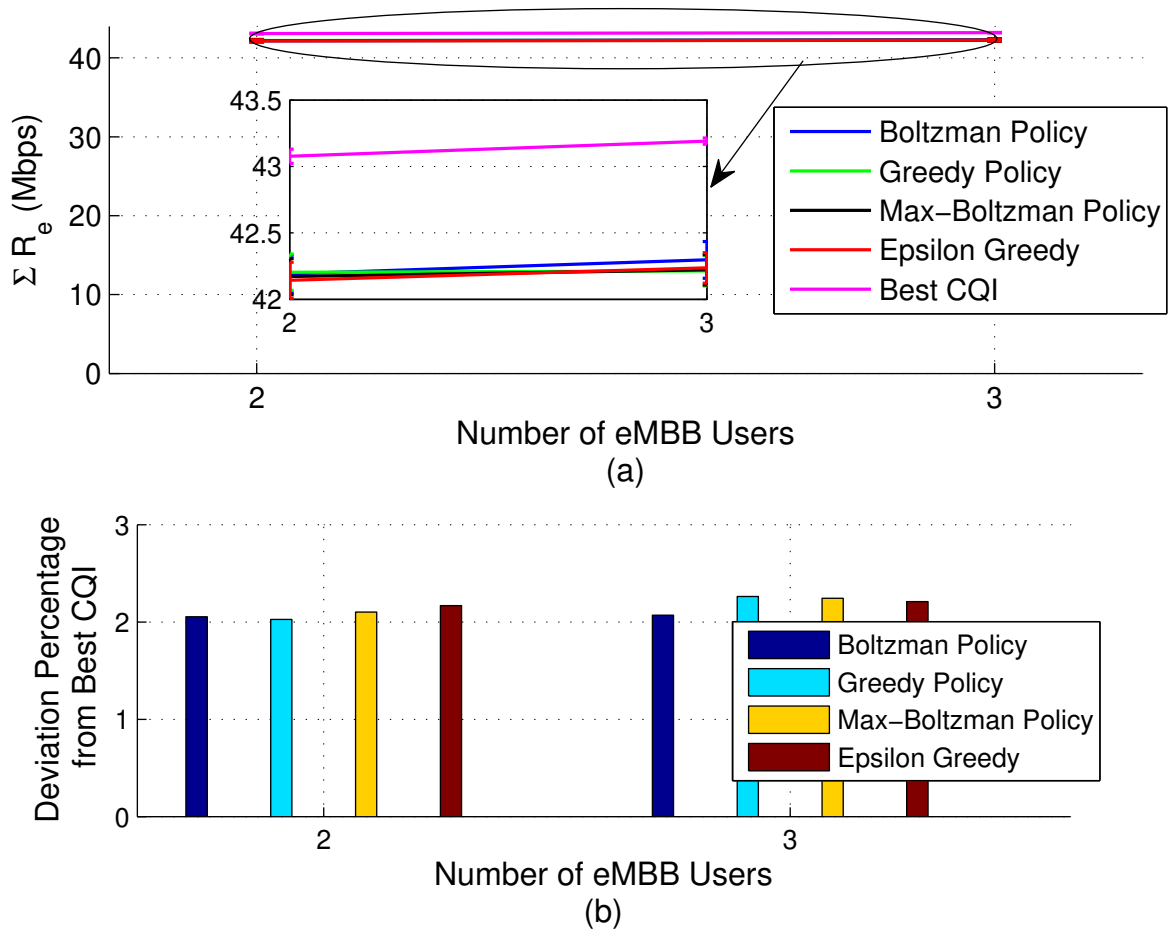 40
30
20
10
0
Σ R_e (Mbps)
43.5
43
42.5
42
2
3
Boltzman Policy
Greedy Policy
Max−Boltzman Policy
Epsilon Greedy
Best CQI
2
3
Number of eMBB Users
(a)
3
2
1
0
Deviation Percentage
from Best CQI
Boltzman Policy
Greedy Policy
Max−Boltzman Policy
Epsilon Greedy
2
3
Number of eMBB Users
(b)